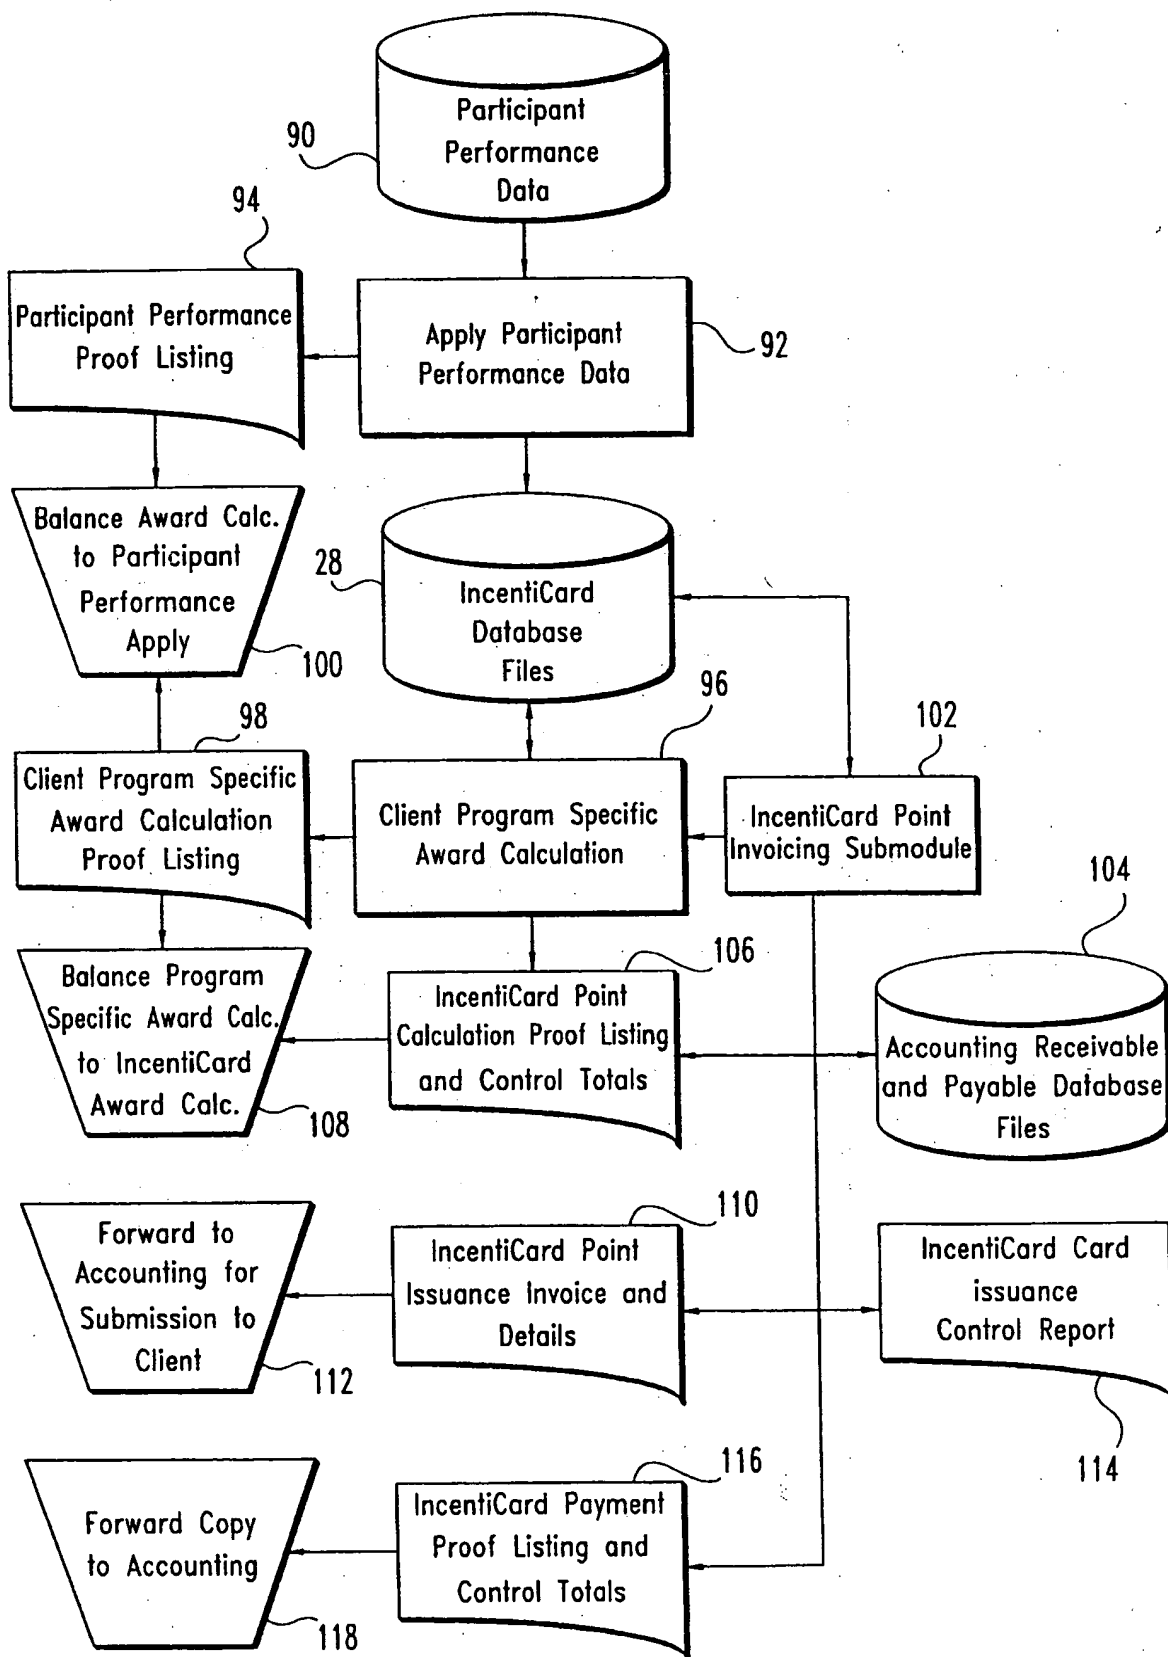 Participant
Performance
Data
90
94
Participant Performance
Proof Listing
Apply Participant
Performance Data
92
Balance Award Calc.
to Participant
Performance
Apply
100
28
IncentiCard
Database
Files
96
98
102
Client Program Specific
Award Calculation
Proof Listing
Client Program Specific
Award Calculation
IncentiCard Point
Invoicing Submodule
104
106
Balance Program
Specific Award Calc.
to IncentiCard
Award Calc.
108
IncentiCard Point
Calculation Proof Listing
and Control Totals
Accounting Receivable
and Payable Database
Files
110
Forward to
Accounting for
Submission to
Client
112
IncentiCard Point
Issuance Invoice and
Details
IncentiCard Card
issuance
Control Report
114
116
Forward Copy
to Accounting
118
IncentiCard Payment
Proof Listing and
Control Totals